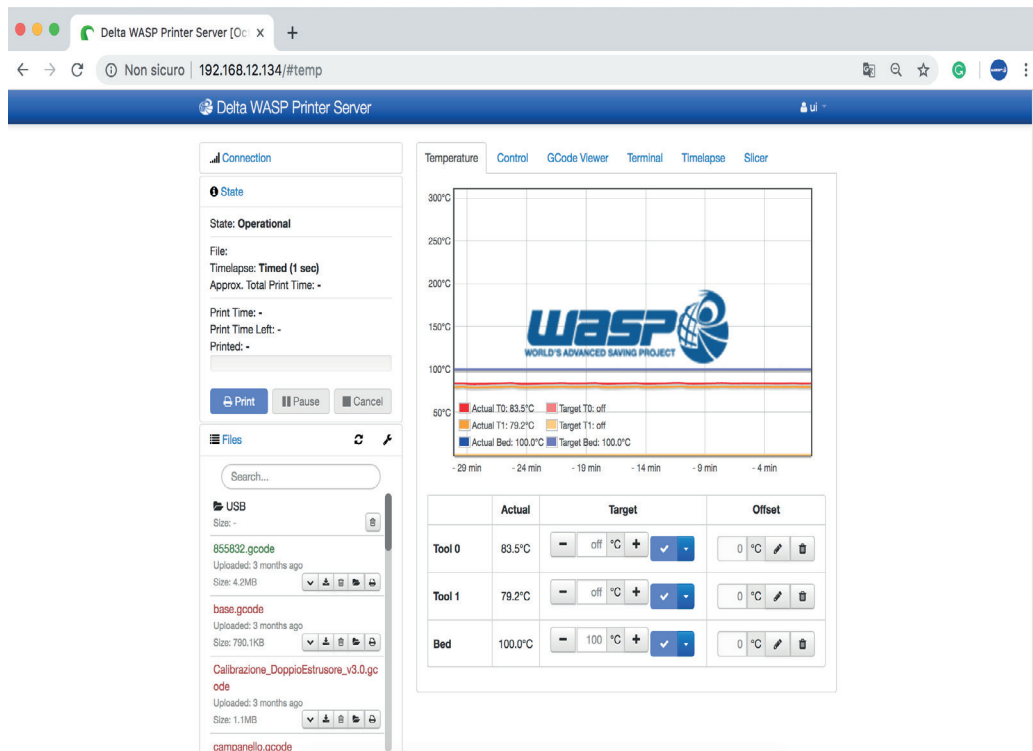 Delta WASP Printer Server [Oc
Non sicuro | 192.168.12.134/#temp
Delta WASP Printer Server
ui
Connection
State
State: Operational
File:
Timelapse: Timed (1 sec)
Approx. Total Print Time: -
Print Time: -
Print Time Left: -
Printed: -
Print Pause Cancel
Files
Search...
USB
Size: -
855832.gcode
Uploaded: 3 months ago
Size: 4.2MB
base.gcode
Uploaded: 3 months ago
Size: 790.1KB
Calibrazione_DoppioEstrusore_v3.0.gc
ode
Uploaded: 3 months ago
Size: 1.1MB
campanello.gcode
Temperature Control GCode Viewer Terminal Timelapse Slicer
300°C
250°C
200°C
150°C
100°C
50°C
wasp
WORLD'S ADVANCED SAVING PROJECT
Actual T0: 83.5°C Target T0: off
Actual T1: 79.2°C Target T1: off
Actual Bed: 100.0°C Target Bed: 100.0°C
- 29 min - 24 min - 19 min - 14 min - 9 min - 4 min
Actual Target Offset
Tool 0 83.5°C off °C 0 °C
Tool 1 79.2°C off °C 0 °C
Bed 100.0°C 100 °C 0 °C